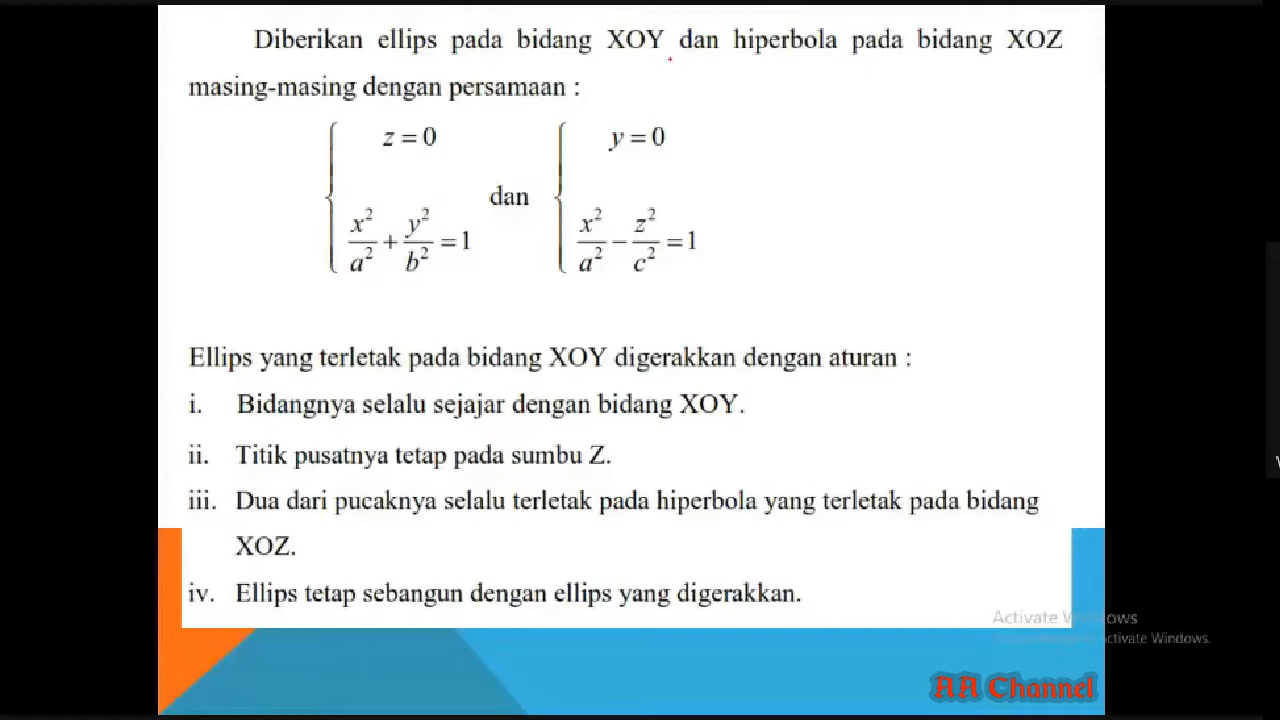 Diberikan ellips pada bidang XOY dan hiperbola pada bidang XOZ
masing-masing dengan persamaan :
z = 0
y = 0
dan
x²/a² + y²/b² = 1
x²/a² − z²/c² = 1
Ellips yang terletak pada bidang XOY digerakkan dengan aturan :
i. Bidangnya selalu sejajar dengan bidang XOY.
ii. Titik pusatnya tetap pada sumbu Z.
iii. Dua dari pucaknya selalu terletak pada hiperbola yang terletak pada bidang
XOZ.
iv. Ellips tetap sebangun dengan ellips yang digerakkan.
Activate Windows
ctivate Windows.
AA Channel